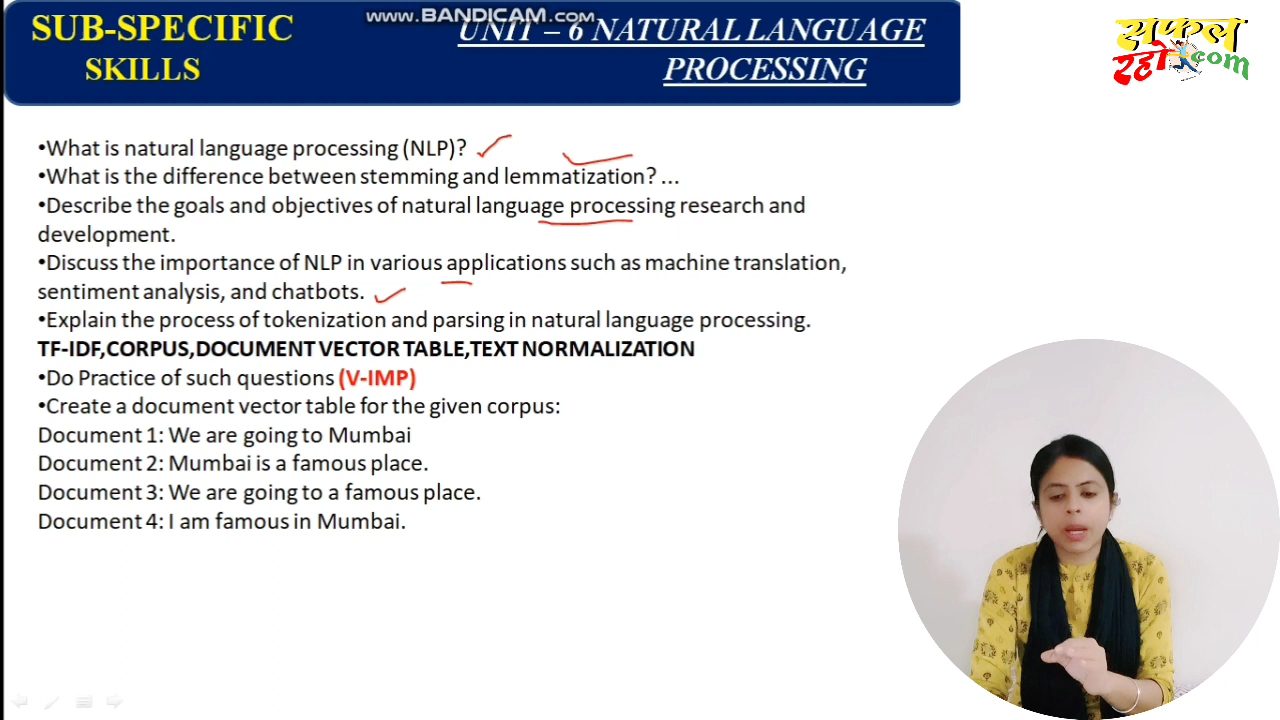 www.BANDICAM.com
SUB-SPECIFIC
SKILLS
UNIT – 6 NATURAL LANGUAGE
PROCESSING
सफल
रहो.com
•What is natural language processing (NLP)?
•What is the difference between stemming and lemmatization? ...
•Describe the goals and objectives of natural language processing research and
development.
•Discuss the importance of NLP in various applications such as machine translation,
sentiment analysis, and chatbots.
•Explain the process of tokenization and parsing in natural language processing.
TF-IDF,CORPUS,DOCUMENT VECTOR TABLE,TEXT NORMALIZATION
•Do Practice of such questions (V-IMP)
•Create a document vector table for the given corpus:
Document 1: We are going to Mumbai
Document 2: Mumbai is a famous place.
Document 3: We are going to a famous place.
Document 4: I am famous in Mumbai.